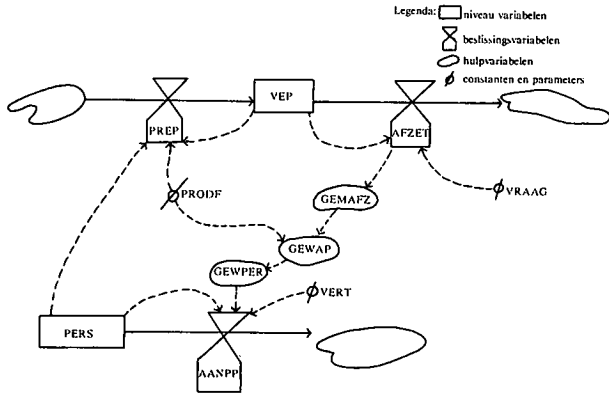 Legenda: niveau variabelen
beslissingsvariabelen
hulpvariabelen
constanten en parameters
VEP
PREP
AFZET
PRODF
GEMAFZ
VRAAG
GEWAP
GEWPER
VERT
PERS
AANPP